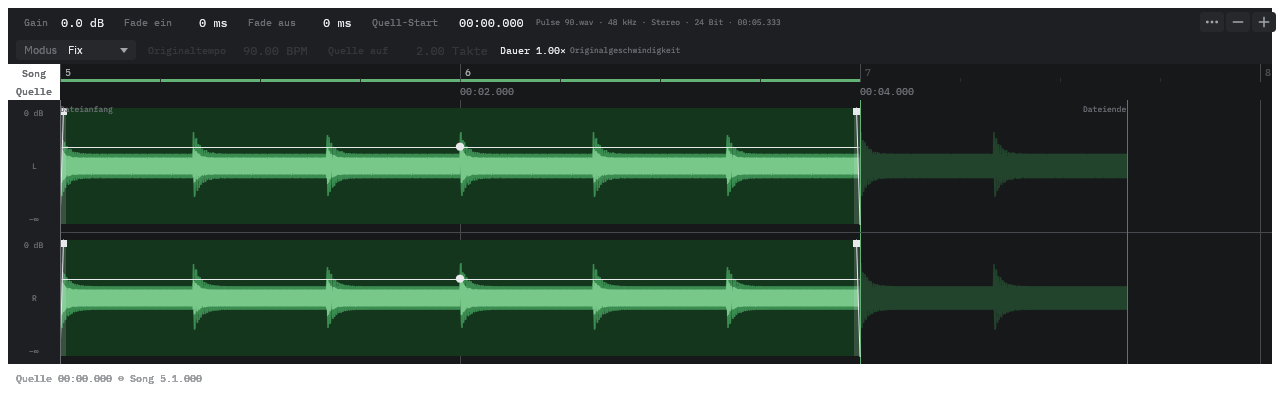 Gain 0.0 dB Fade ein 0 ms Fade aus 0 ms Quell-Start 00:00.000 Pulse 90.wav · 48 kHz · Stereo · 24 Bit · 00:05.333
Modus Fix Originaltempo 90.00 BPM Quelle auf 2.00 Takte Dauer 1.00× Originalgeschwindigkeit
Song 5 6 7 8
Quelle 00:02.000 00:04.000
0 dB Dateianfang Dateiende
L
−∞
0 dB
R
−∞
Quelle 00:00.000 ⊖ Song 5.1.000